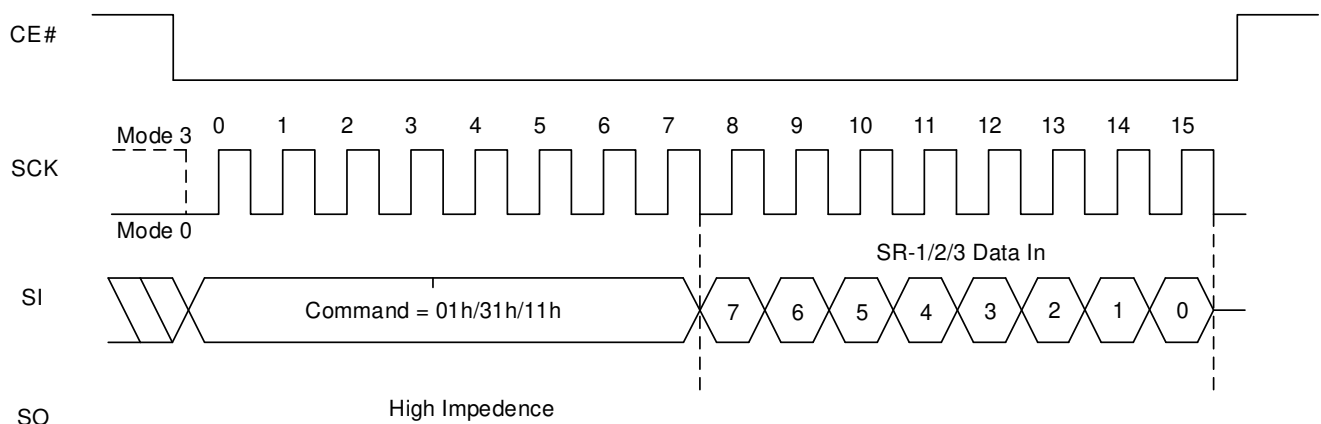 CE#
Mode 3 0 1 2 3 4 5 6 7 8 9 10 11 12 13 14 15
SCK
Mode 0
SR-1/2/3 Data In
SI
Command = 01h/31h/11h 7 6 5 4 3 2 1 0
High Impedence
SO